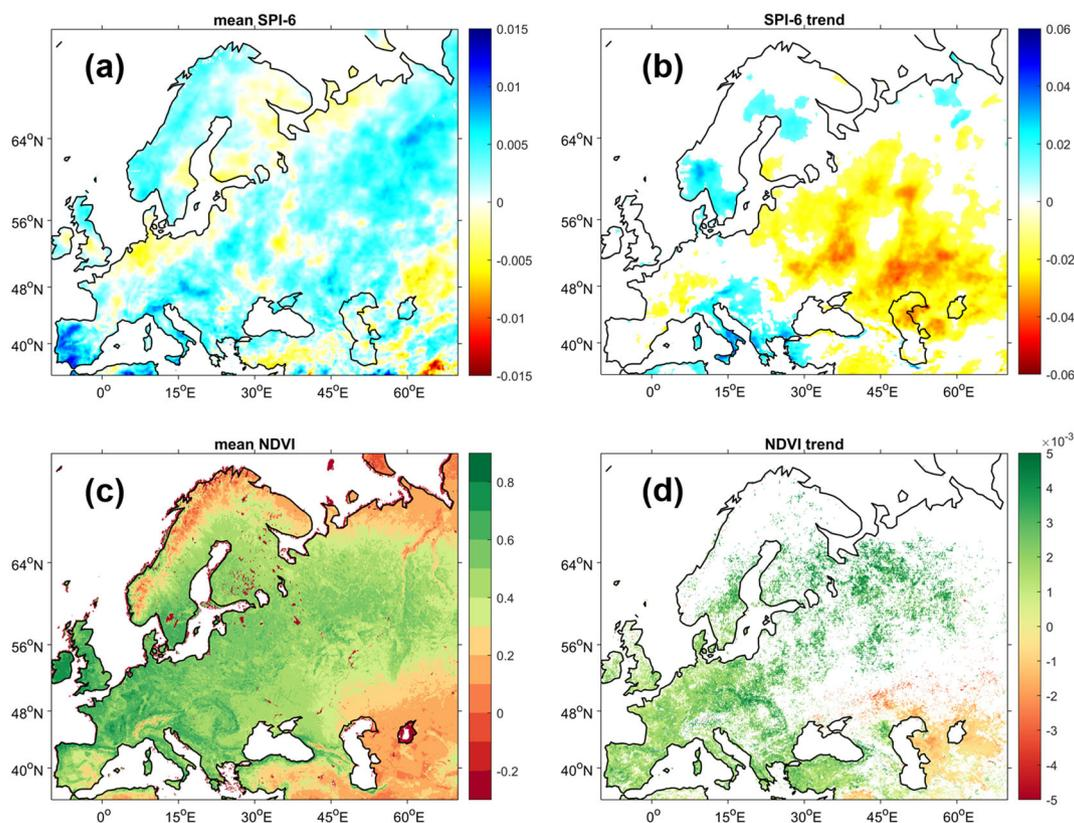 mean SPI-6
(a)
64°N
56°N
48°N
40°N
0°
15°E
30°E
45°E
60°E
0.015
0.01
0.005
0
-0.005
-0.01
-0.015
SPI-6 trend
(b)
64°N
56°N
48°N
40°N
0°
15°E
30°E
45°E
60°E
0.06
0.04
0.02
0
-0.02
-0.04
-0.06
mean NDVI
(c)
64°N
56°N
48°N
40°N
0°
15°E
30°E
45°E
60°E
0.8
0.6
0.4
0.2
0
-0.2
NDVI trend
(d)
64°N
56°N
48°N
40°N
0°
15°E
30°E
45°E
60°E
×10⁻³
5
4
3
2
1
0
-1
-2
-3
-4
-5